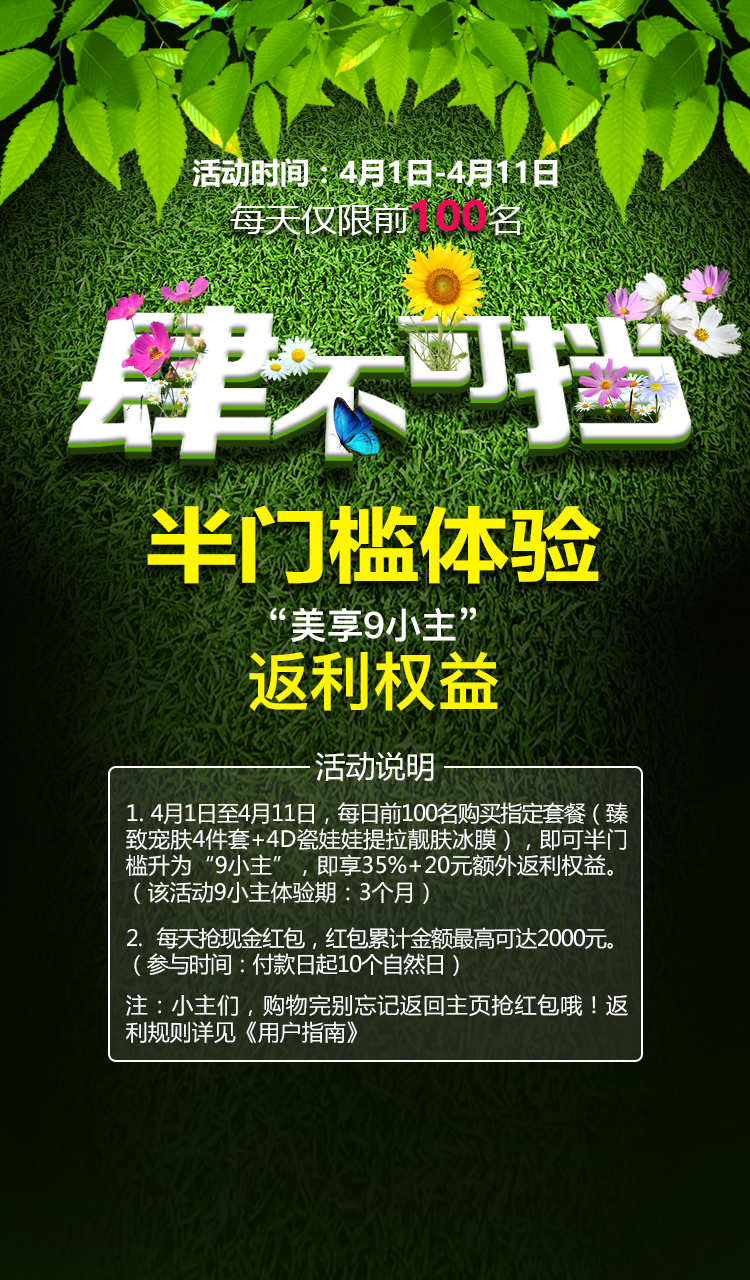 活动时间：4月1日-4月11日
每天仅限前100名
肆不可挡
半门槛体验
“美享9小主”
返利权益
活动说明
1. 4月1日至4月11日，每日前100名购买指定套餐（臻
致宠肤4件套+4D瓷娃娃提拉靓肤冰膜），即可半门
槛升为“9小主”，即享35%+20元额外返利权益。
（该活动9小主体验期：3个月）
2. 每天抢现金红包，红包累计金额最高可达2000元。
（参与时间：付款日起10个自然日）
注：小主们，购物完别忘记返回主页抢红包哦！返
利规则详见《用户指南》